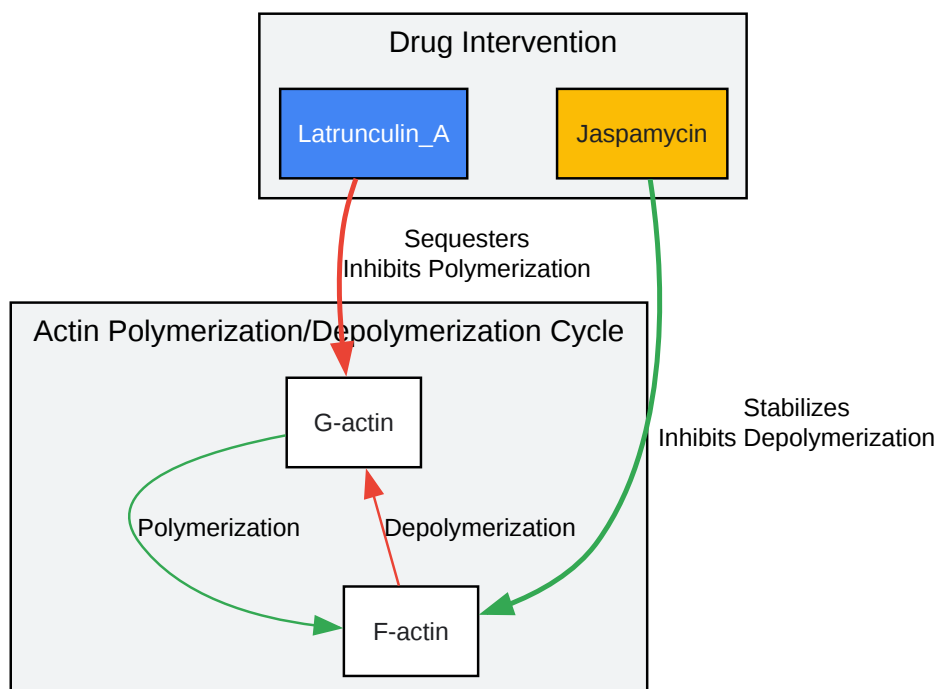 Drug Intervention
Latrunculin_A
Jaspamycin
Sequesters
Inhibits Polymerization
Actin Polymerization/Depolymerization Cycle
G-actin
Stabilizes
Inhibits Depolymerization
Polymerization
Depolymerization
F-actin